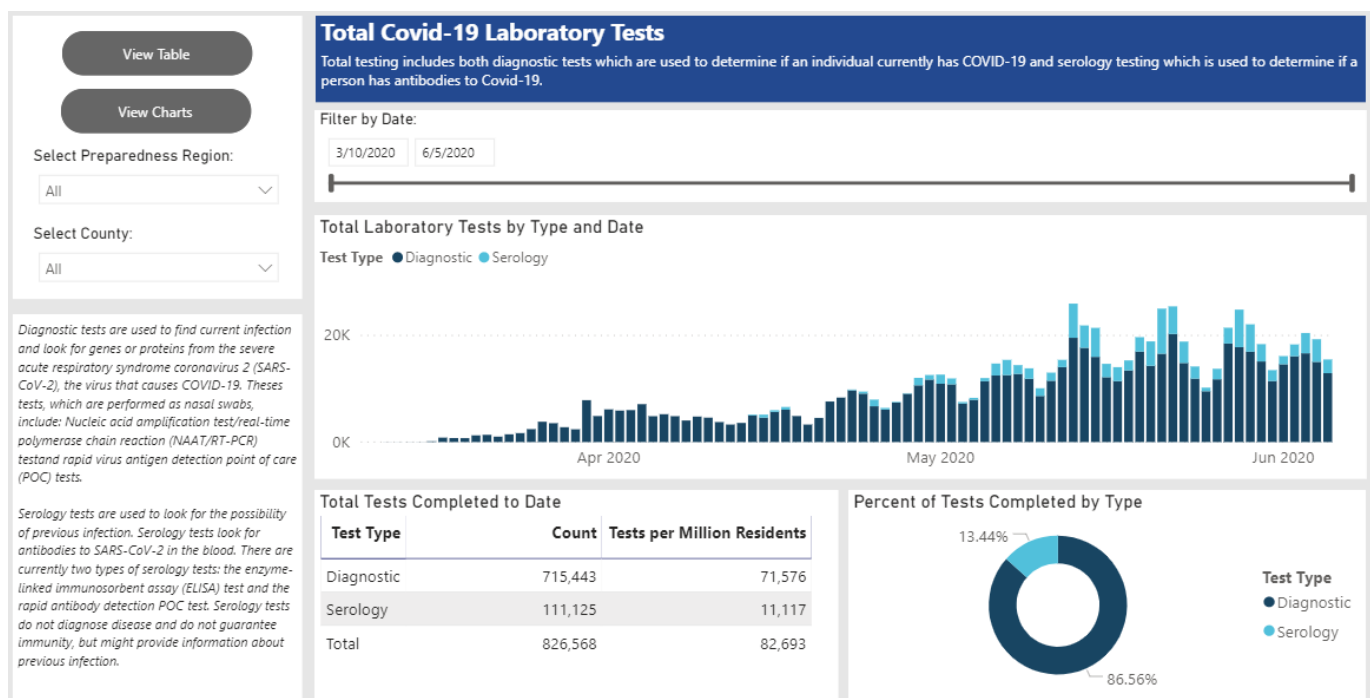 View Table
View Charts
Select Preparedness Region:
All
Select County:
All
Diagnostic tests are used to find current infection
and look for genes or proteins from the severe
acute respiratory syndrome coronavirus 2 (SARS-
CoV-2), the virus that causes COVID-19. Theses
tests, which are performed as nasal swabs,
include: Nucleic acid amplification test/real-time
polymerase chain reaction (NAAT/RT-PCR)
testand rapid virus antigen detection point of care
(POC) tests.
Serology tests are used to look for the possibility
of previous infection. Serology tests look for
antibodies to SARS-CoV-2 in the blood. There are
currently two types of serology tests: the enzyme-
linked immunosorbent assay (ELISA) test and the
rapid antibody detection POC test. Serology tests
do not diagnose disease and do not guarantee
immunity, but might provide information about
previous infection.
Total Covid-19 Laboratory Tests
Total testing includes both diagnostic tests which are used to determine if an individual currently has COVID-19 and serology testing which is used to determine if a
person has antibodies to Covid-19.
Filter by Date:
3/10/2020 6/5/2020
Total Laboratory Tests by Type and Date
Test Type Diagnostic Serology
20K
0K
Apr 2020 May 2020 Jun 2020
Total Tests Completed to Date
Test Type Count Tests per Million Residents
Diagnostic 715,443 71,576
Serology 111,125 11,117
Total 826,568 82,693
Percent of Tests Completed by Type
13.44%
86.56%
Test Type
Diagnostic
Serology